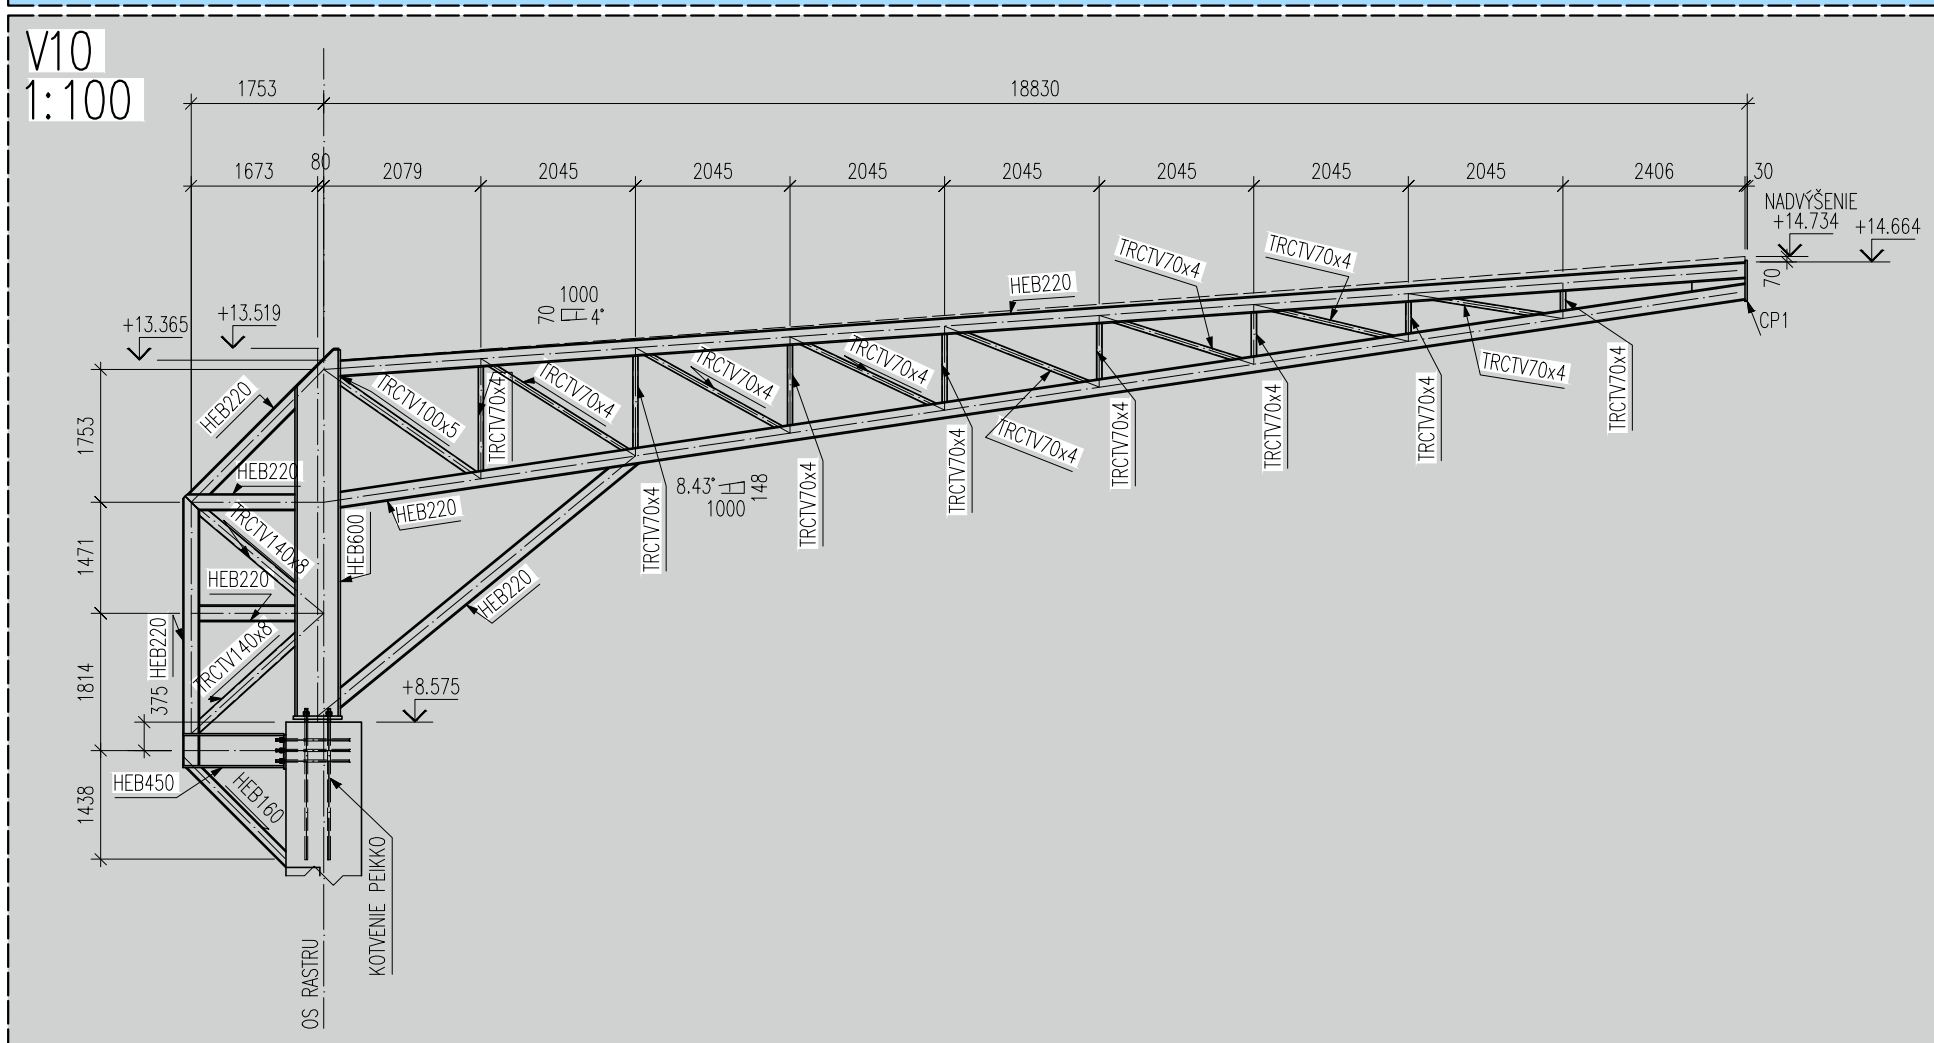 V10
1:100
1753
18830
1673
80
2079
2045
2045
2045
2045
2045
2045
2045
2406
30
NADVÝŠENIE
+14.734
+14.664
70
CP1
+13.365
+13.519
1000
70
4°
HEB220
TRCTV70x4
TRCTV70x4
HEB220
TRCTV100x5
TRCTV70x4
TRCTV70x4
TRCTV70x4
TRCTV70x4
TRCTV70x4
TRCTV70x4
TRCTV70x4
TRCTV70x4
TRCTV70x4
TRCTV70x4
TRCTV70x4
TRCTV70x4
TRCTV70x4
TRCTV70x4
1753
HEB220
HEB220
8.43°
148
1000
TRCTV140x8
HEB600
1471
HEB220
HEB220
HEB220
TRCTV140x8
1814
375
+8.575
HEB450
HEB160
1438
KOTVENIE PEIKKO
OS RASTRU